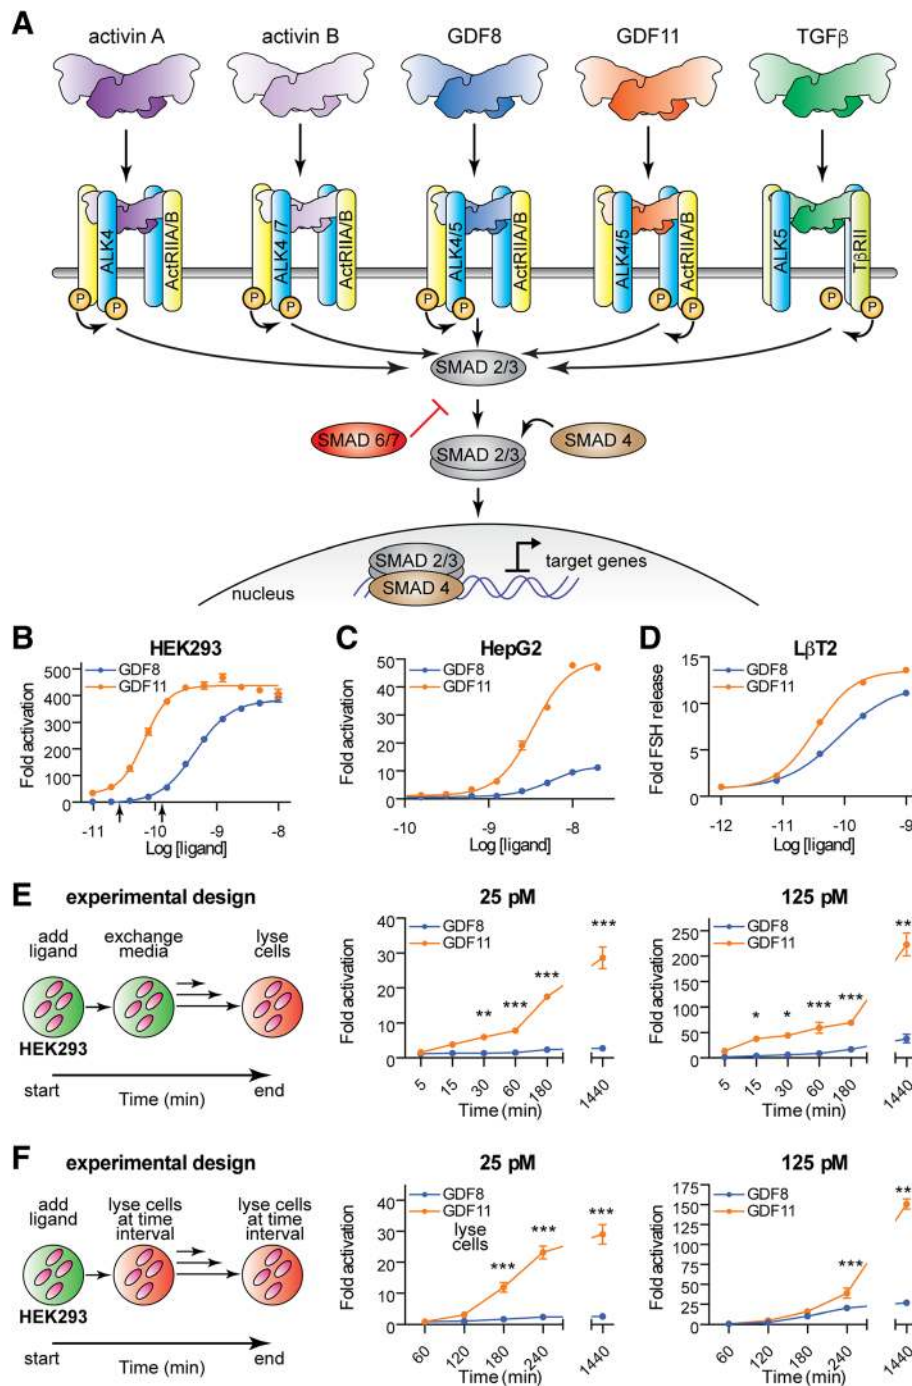 A
activin A
activin B
GDF8
GDF11
TGFβ
ALK4
ActRIIA/B
ALK4 /7
ActRIIA/B
ALK4/5
ActRIIA/B
ALK4/5
ActRIIA/B
ALK5
TβRII
P
P
P
P
P
P
P
P
P
P
SMAD 2/3
SMAD 6/7
SMAD 2/3
SMAD 4
SMAD 2/3
SMAD 4
target genes
nucleus
B
HEK293
GDF8
GDF11
Fold activation
500
400
300
200
100
0
-11
-10
-9
-8
Log [ligand]
C
HepG2
GDF8
GDF11
Fold activation
50
40
30
20
10
0
-10
-9
-8
Log [ligand]
D
LβT2
GDF8
GDF11
Fold FSH release
15
10
5
0
-12
-11
-10
-9
Log [ligand]
E
experimental design
add
ligand
exchange
media
lyse
cells
HEK293
start
Time (min)
end
25 pM
GDF8
GDF11
Fold activation
40
30
20
10
0
** *** *** ***
5
15
30
60
180
1440
Time (min)
125 pM
GDF8
GDF11
Fold activation
250
200
150
100
50
0
* * *** *** **
5
15
30
60
180
1440
Time (min)
F
experimental design
add
ligand
lyse cells
at time
interval
lyse cells
at time
interval
HEK293
start
Time (min)
end
25 pM
GDF8
GDF11
lyse
cells
Fold activation
40
30
20
10
0
*** *** ***
60
120
180
240
1440
Time (min)
125 pM
GDF8
GDF11
Fold activation
175
150
125
100
75
50
25
0
*** **
60
120
180
240
1440
Time (min)